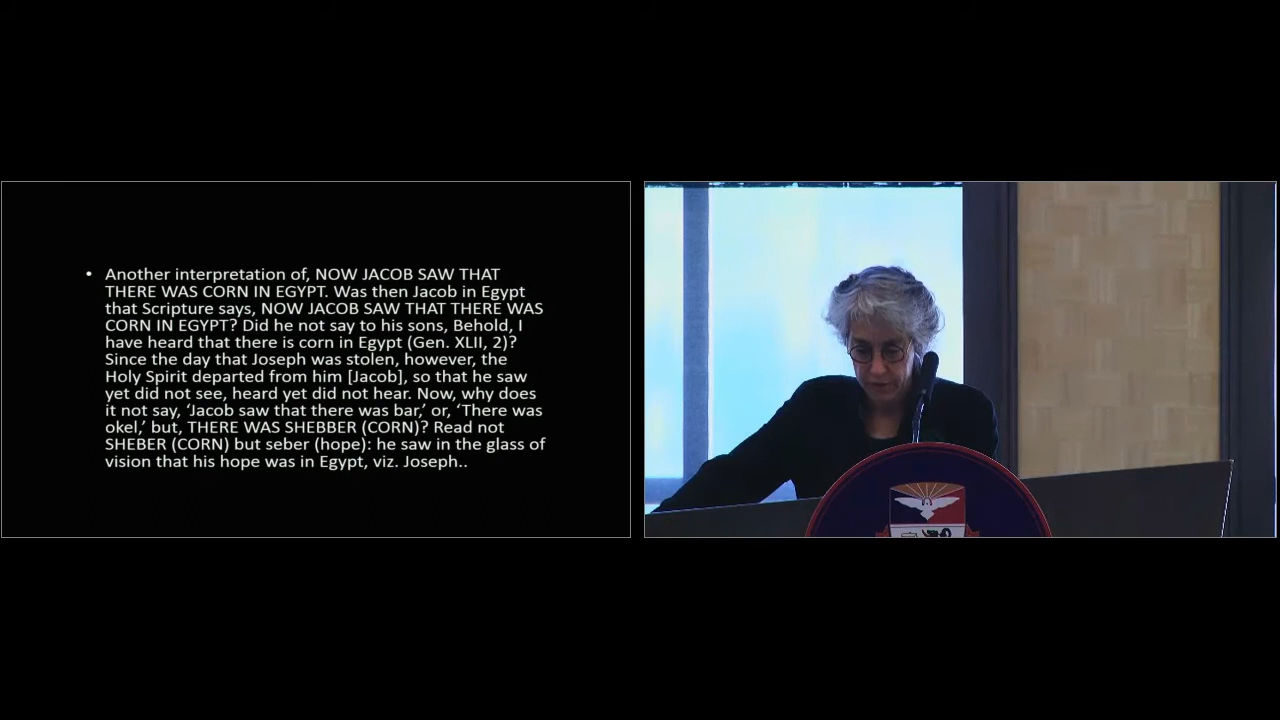 • Another interpretation of, NOW JACOB SAW THAT
THERE WAS CORN IN EGYPT. Was then Jacob in Egypt
that Scripture says, NOW JACOB SAW THAT THERE WAS
CORN IN EGYPT? Did he not say to his sons, Behold, I
have heard that there is corn in Egypt (Gen. XLII, 2)?
Since the day that Joseph was stolen, however, the
Holy Spirit departed from him [Jacob], so that he saw
yet did not see, heard yet did not hear. Now, why does
it not say, ‘Jacob saw that there was bar,’ or, ‘There was
okel,’ but, THERE WAS SHEBBER (CORN)? Read not
SHEBER (CORN) but seber (hope): he saw in the glass of
vision that his hope was in Egypt, viz. Joseph..